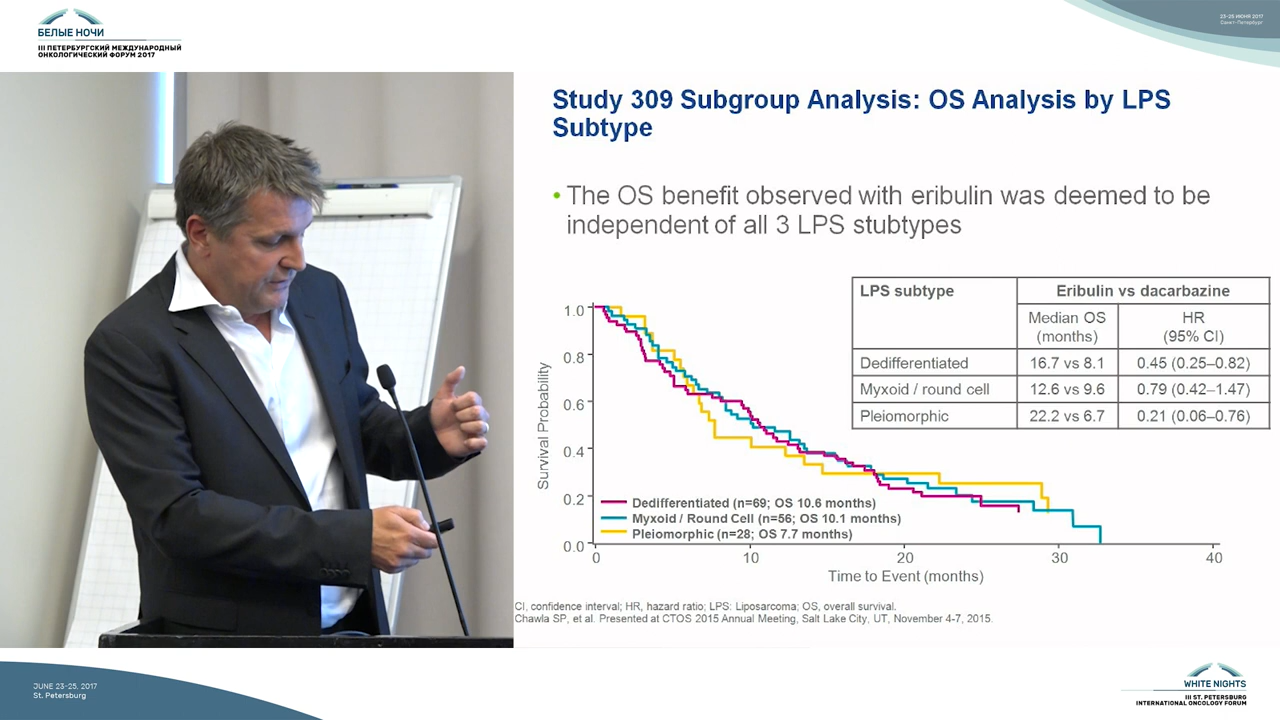 БЕЛЫЕ НОЧИ
III ПЕТЕРБУРГСКИЙ МЕЖДУНАРОДНЫЙ
ОНКОЛОГИЧЕСКИЙ ФОРУМ 2017
23-25 ИЮНЯ 2017
Санкт-Петербург
Study 309 Subgroup Analysis: OS Analysis by LPS
Subtype
• The OS benefit observed with eribulin was deemed to be
independent of all 3 LPS stubtypes
LPS subtype
Eribulin vs dacarbazine
Median OS
(months)
HR
(95% CI)
Dedifferentiated 16.7 vs 8.1 0.45 (0.25–0.82)
Myxoid / round cell 12.6 vs 9.6 0.79 (0.42–1.47)
Pleiomorphic 22.2 vs 6.7 0.21 (0.06–0.76)
Survival Probability
1.0
0.8
0.6
0.4
0.2
0.0
Dedifferentiated (n=69; OS 10.6 months)
Myxoid / Round Cell (n=56; OS 10.1 months)
Pleiomorphic (n=28; OS 7.7 months)
0 10 20 30 40
Time to Event (months)
CI, confidence interval; HR, hazard ratio; LPS: Liposarcoma; OS, overall survival.
Chawla SP, et al. Presented at CTOS 2015 Annual Meeting, Salt Lake City, UT, November 4-7, 2015.
JUNE 23-25, 2017
St. Petersburg
WHITE NIGHTS
III ST. PETERSBURG
INTERNATIONAL ONCOLOGY FORUM